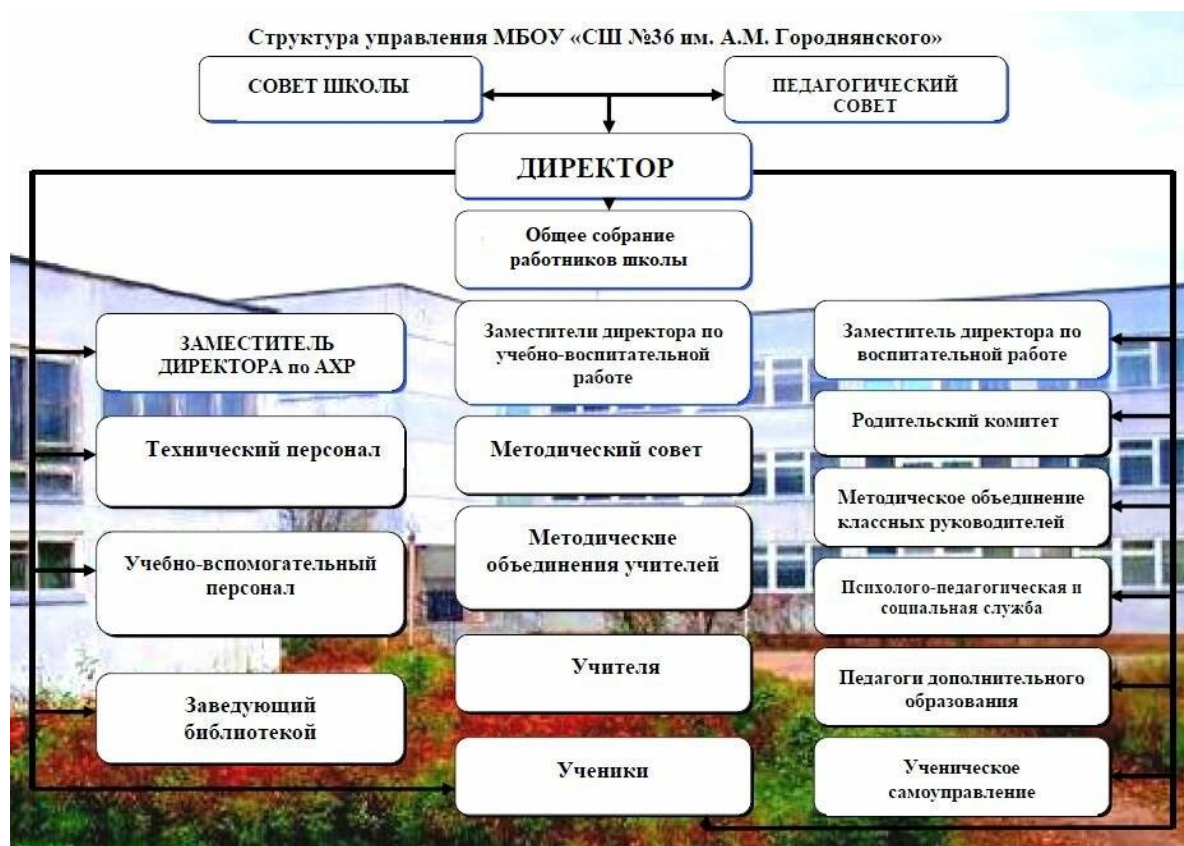 Структура управления МБОУ «СШ №36 им. А.М. Городнянского»
СОВЕТ ШКОЛЫ
ПЕДАГОГИЧЕСКИЙ
СОВЕТ
ДИРЕКТОР
Общее собрание
работников школы
ЗАМЕСТИТЕЛЬ
ДИРЕКТОРА по АХР
Технический персонал
Учебно-вспомогательный
персонал
Заведующий
библиотекой
Заместители директора по
учебно-воспитательной
работе
Методический совет
Методические
объединения учителей
Учителя
Ученики
Заместитель директора по
воспитательной работе
Родительский комитет
Методическое объединение
классных руководителей
Психолого-педагогическая и
социальная служба
Педагоги дополнительного
образования
Ученическое
самоуправление